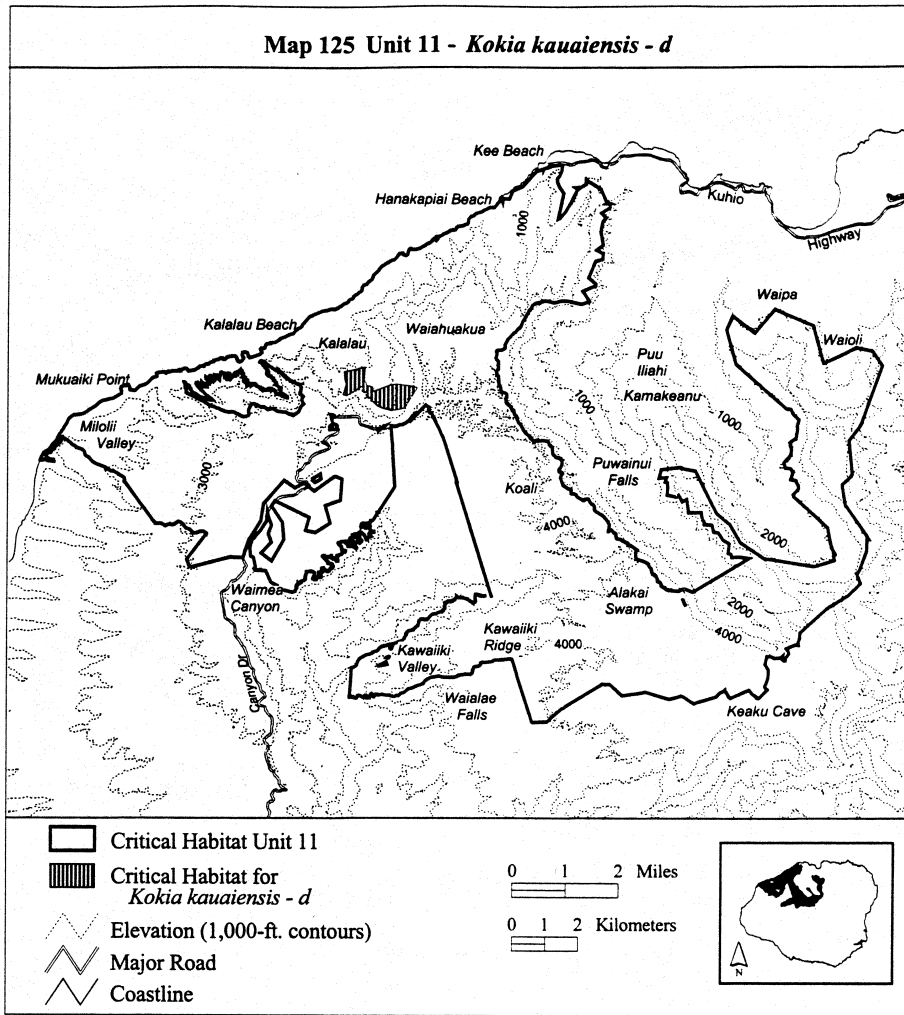 Map 125 Unit 11 - Kokia kauaiensis - d
Kee Beach
Hanakapiai Beach
Kuhio
Highway
1000
Waipa
Kalalau Beach
Kalalau
Waiahuakua
Waioli
Puu
Iliahi
Mukuaiki Point
Kamakeanu
1000
1000
Milolii
Valley
Puwainui
Falls
3000
Koali
4000
2000
Waimea
Canyon
Alakai
Swamp
2000
4000
Kawaiiki
Ridge
4000
Kawaiiki
Valley
Canyon Dr
Waialae
Falls
Keaku Cave
Critical Habitat Unit 11
Critical Habitat for
Kokia kauaiensis - d
Elevation (1,000-ft. contours)
Major Road
Coastline
0 1 2 Miles
0 1 2 Kilometers
N